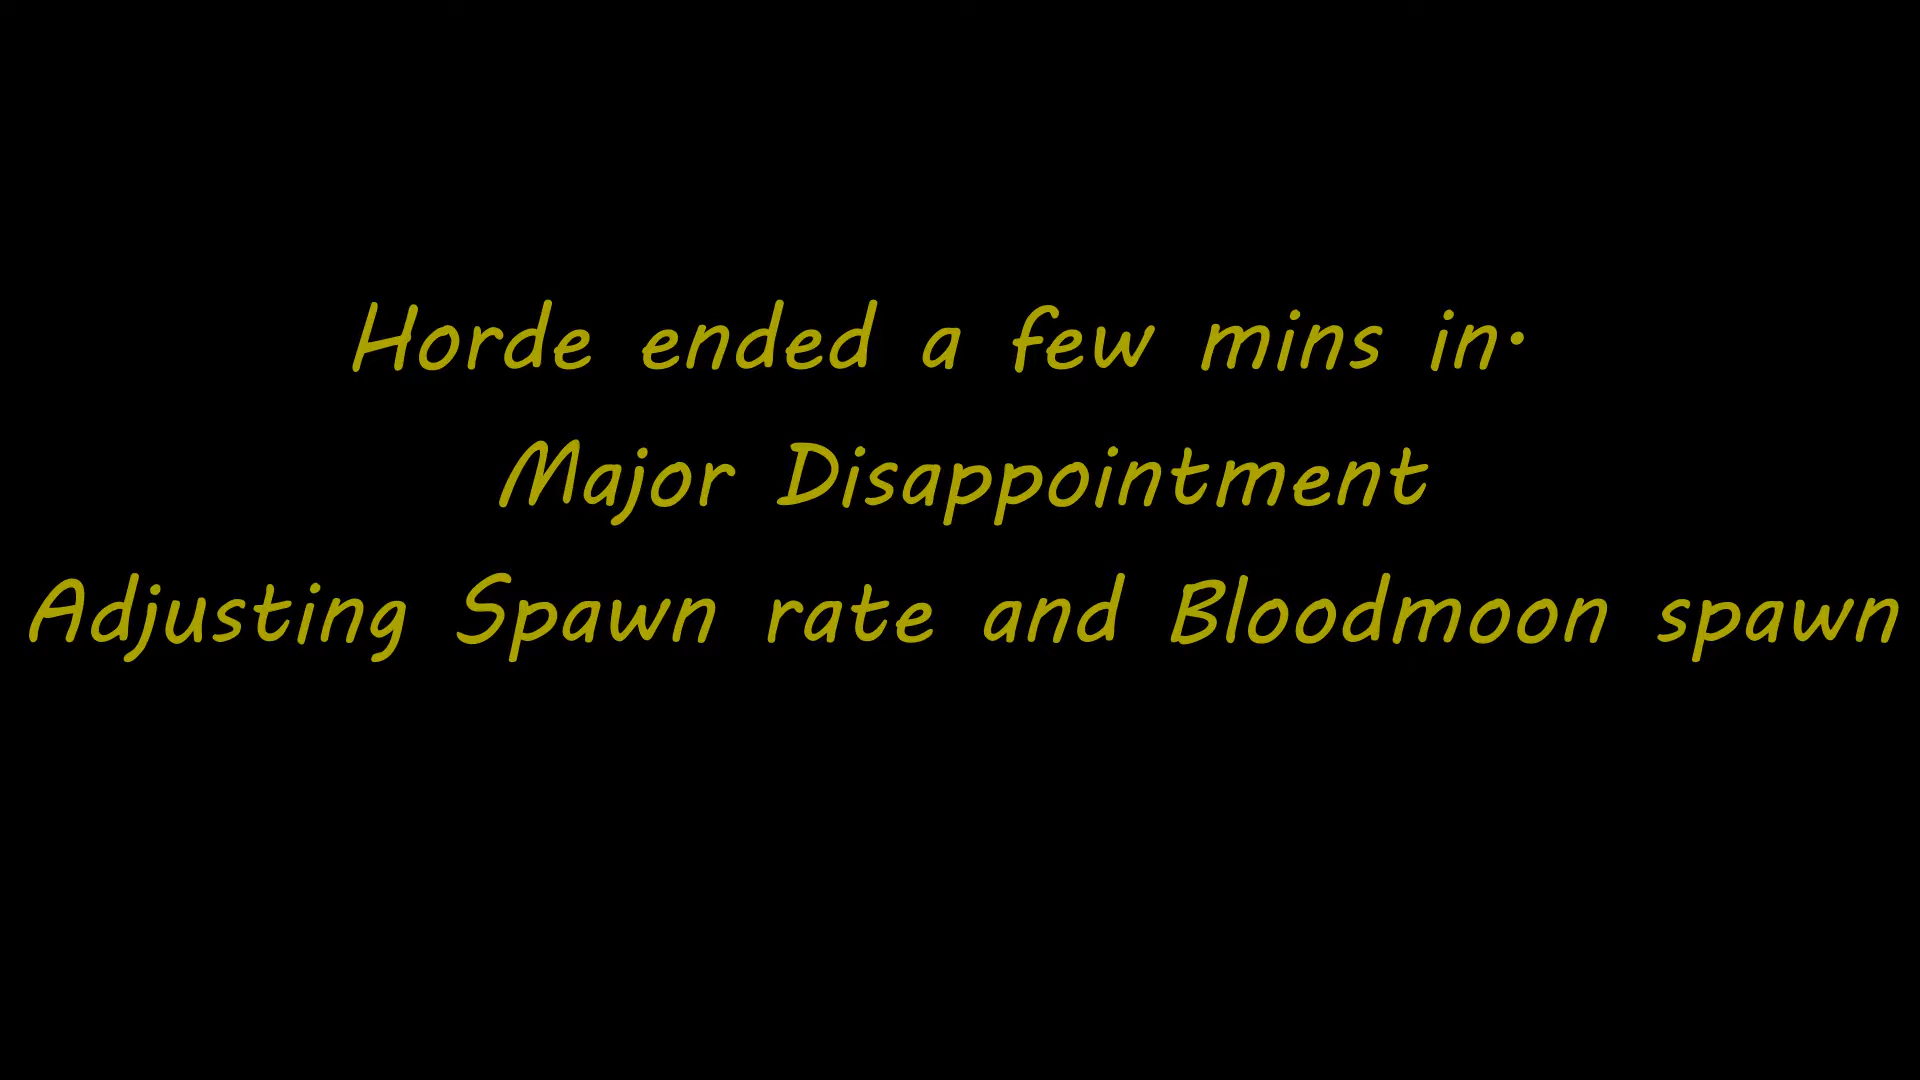 Horde ended a few mins in.
Major Disappointment
Adjusting Spawn rate and Bloodmoon spawn